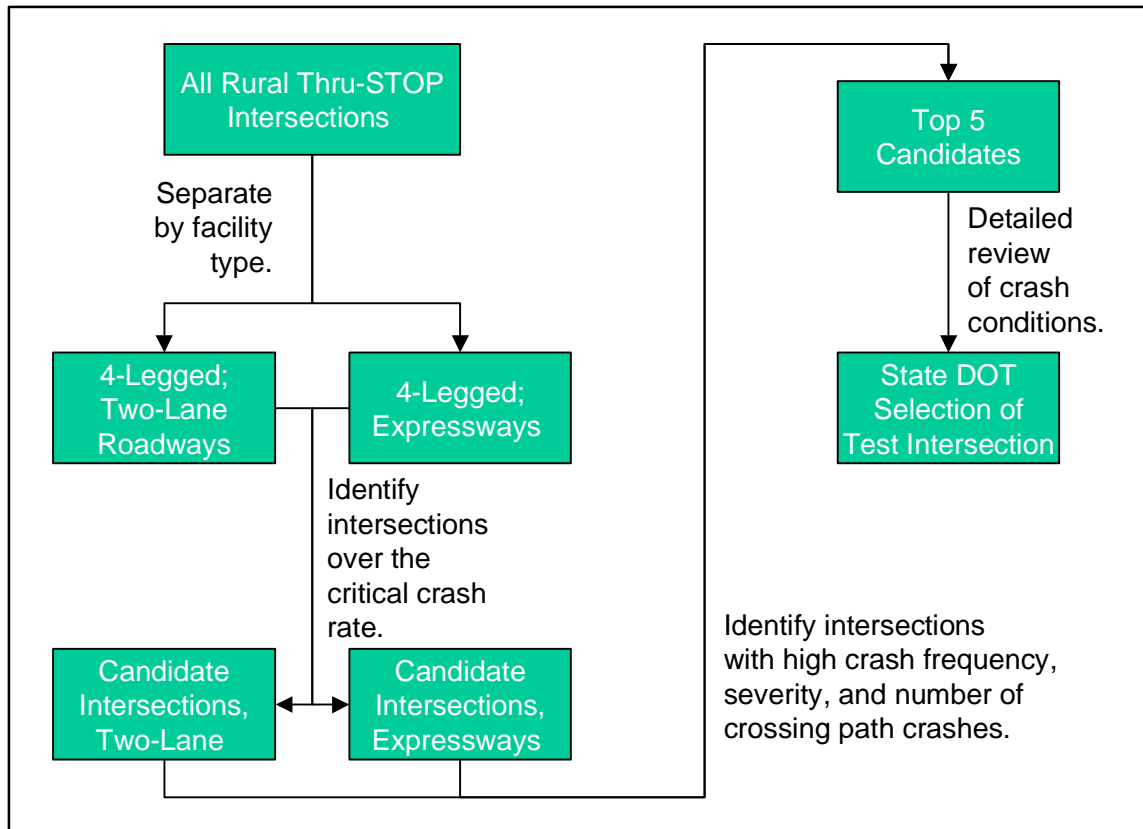 All Rural Thru-STOP
Intersections
Separate
by facility
type.
4-Legged;
Two-Lane
Roadways
4-Legged;
Expressways
Identify
intersections
over the
critical crash
rate.
Candidate
Intersections,
Two-Lane
Candidate
Intersections,
Expressways
Identify intersections
with high crash frequency,
severity, and number of
crossing path crashes.
Top 5
Candidates
Detailed
review
of crash
conditions.
State DOT
Selection of
Test Intersection